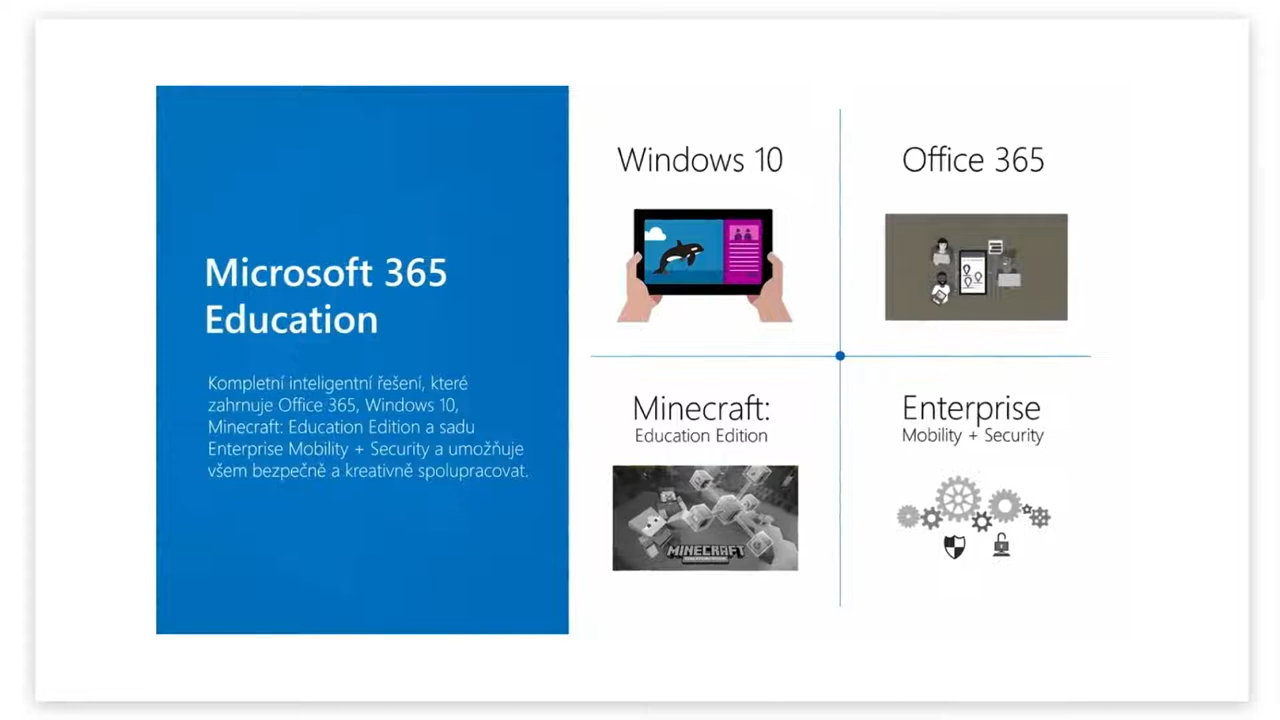 Microsoft 365
Education
Kompletní inteligentní řešení, které
zahrnuje Office 365, Windows 10,
Minecraft: Education Edition a sadu
Enterprise Mobility + Security a umožňuje
všem bezpečně a kreativně spolupracovat.
Windows 10
Office 365
Minecraft:
Education Edition
MINECRAFT
Enterprise
Mobility + Security